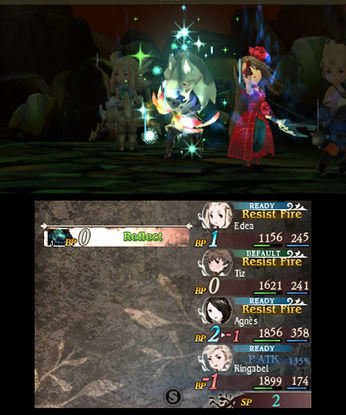 READY
Resist Fire
Edea
BP 0 Reflect
BP 1 1156 245
DEFAULT
Resist Fire
Tiz
BP 0 1621 241
READY
Resist Fire
Agnès
BP 2 -1 1856 358
READY
P.ATK 135%
Ringabel
BP -1 1899 174
S
SP 2